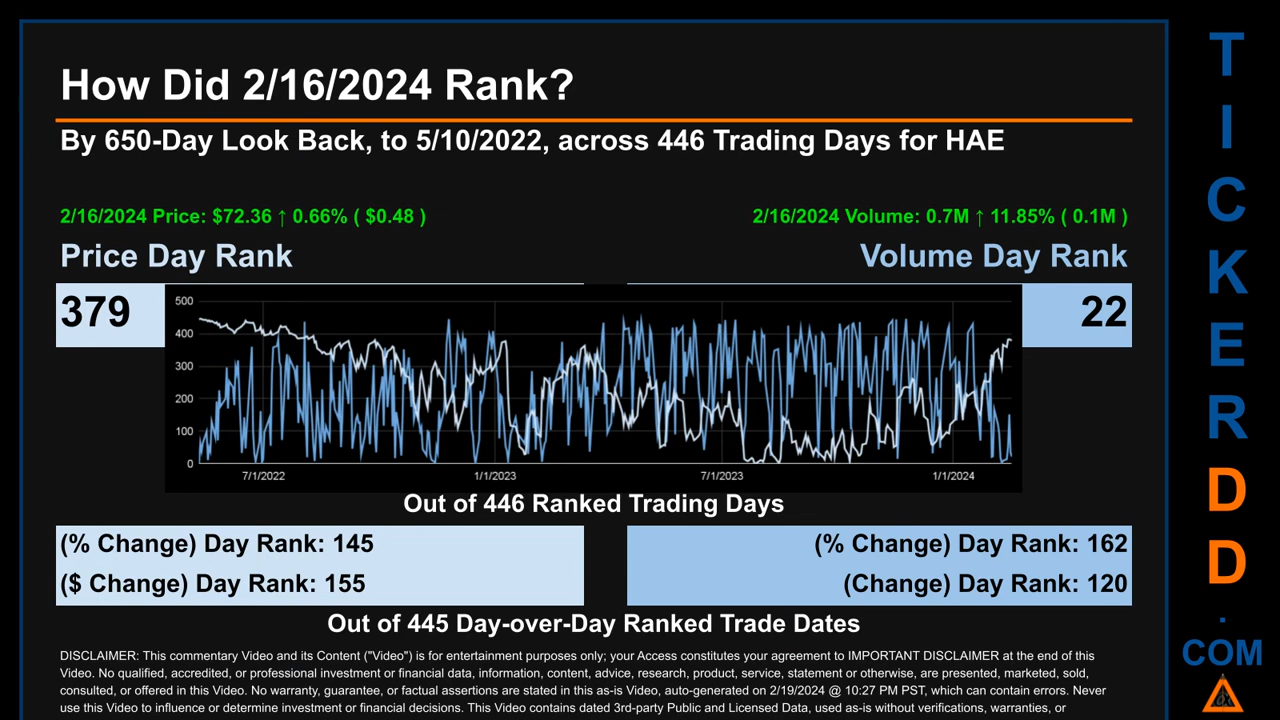 How Did 2/16/2024 Rank?
By 650-Day Look Back, to 5/10/2022, across 446 Trading Days for HAE
2/16/2024 Price: $72.36 ↑ 0.66% ( $0.48 )
2/16/2024 Volume: 0.7M ↑ 11.85% ( 0.1M )
Price Day Rank
Volume Day Rank
379
22
500
400
300
200
100
0
7/1/2022 1/1/2023 7/1/2023 1/1/2024
Out of 446 Ranked Trading Days
(% Change) Day Rank: 145
($ Change) Day Rank: 155
(% Change) Day Rank: 162
(Change) Day Rank: 120
Out of 445 Day-over-Day Ranked Trade Dates
DISCLAIMER: This commentary Video and its Content ("Video") is for entertainment purposes only; your Access constitutes your agreement to IMPORTANT DISCLAIMER at the end of this
Video. No qualified, accredited, or professional investment or financial data, information, content, advice, research, product, service, statement or otherwise, are presented, marketed, sold,
consulted, or offered in this Video. No warranty, guarantee, or factual assertions are stated in this as-is Video, auto-generated on 2/19/2024 @ 10:27 PM PST, which can contain errors. Never
use this Video to influence or determine investment or financial decisions. This Video contains dated 3rd-party Public and Licensed Data, used as-is without verifications, warranties, or
T
I
C
K
E
R
D
D
.
COM